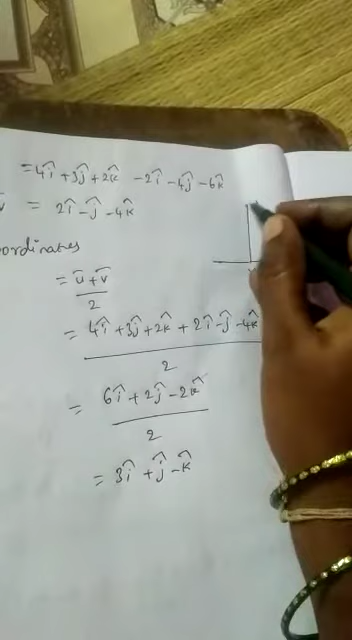 = 4î + 3ĵ + 2k̂ - 2î - 4ĵ - 6k̂
= 2î - ĵ - 4k̂
= u̅ + v̅ / 2
= 4î + 3ĵ + 2k̂ + 2î - ĵ - 4k̂ / 2
= 6î + 2ĵ - 2k̂ / 2
= 3î + ĵ - k̂